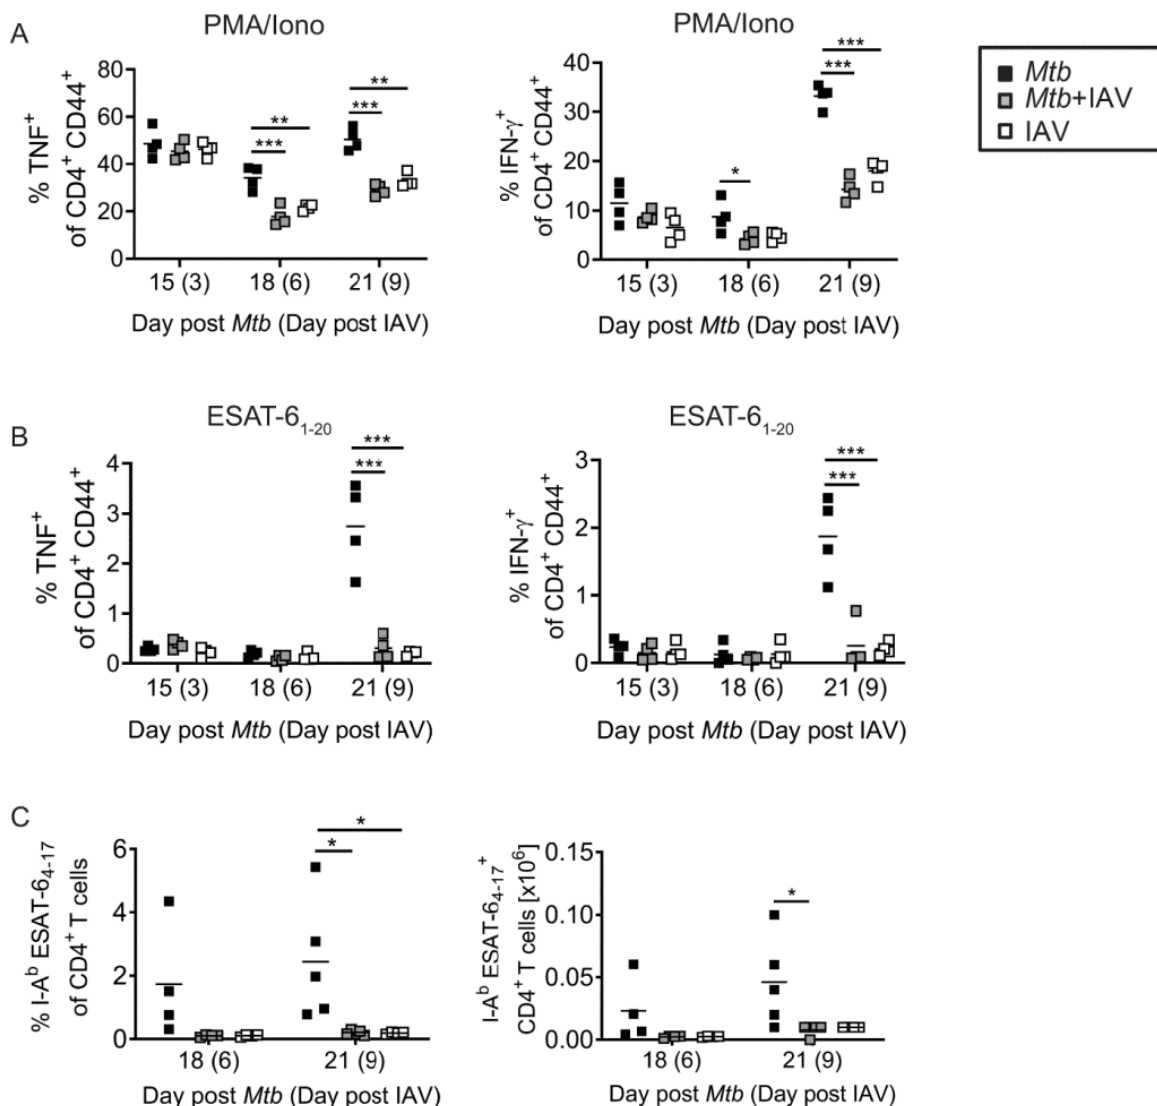 A
PMA/Iono
% TNF⁺
of CD4⁺ CD44⁺
80
60
40
20
0
*** ** *** **
15 (3) 18 (6) 21 (9)
Day post Mtb (Day post IAV)
PMA/Iono
% IFN-γ⁺
of CD4⁺ CD44⁺
40
30
20
10
0
* *** ***
15 (3) 18 (6) 21 (9)
Day post Mtb (Day post IAV)
Mtb
Mtb+IAV
IAV
B
ESAT-6₁₋₂₀
% TNF⁺
of CD4⁺ CD44⁺
4
3
2
1
0
***
***
15 (3) 18 (6) 21 (9)
Day post Mtb (Day post IAV)
ESAT-6₁₋₂₀
% IFN-γ⁺
of CD4⁺ CD44⁺
3
2
1
0
***
***
15 (3) 18 (6) 21 (9)
Day post Mtb (Day post IAV)
C
% I-Aᵇ ESAT-6₄₋₁₇
of CD4⁺ T cells
6
4
2
0
*
*
18 (6) 21 (9)
Day post Mtb (Day post IAV)
I-Aᵇ ESAT-6₄₋₁₇⁺
CD4⁺ T cells [x10⁶]
0.15
0.10
0.05
0.00
*
18 (6) 21 (9)
Day post Mtb (Day post IAV)